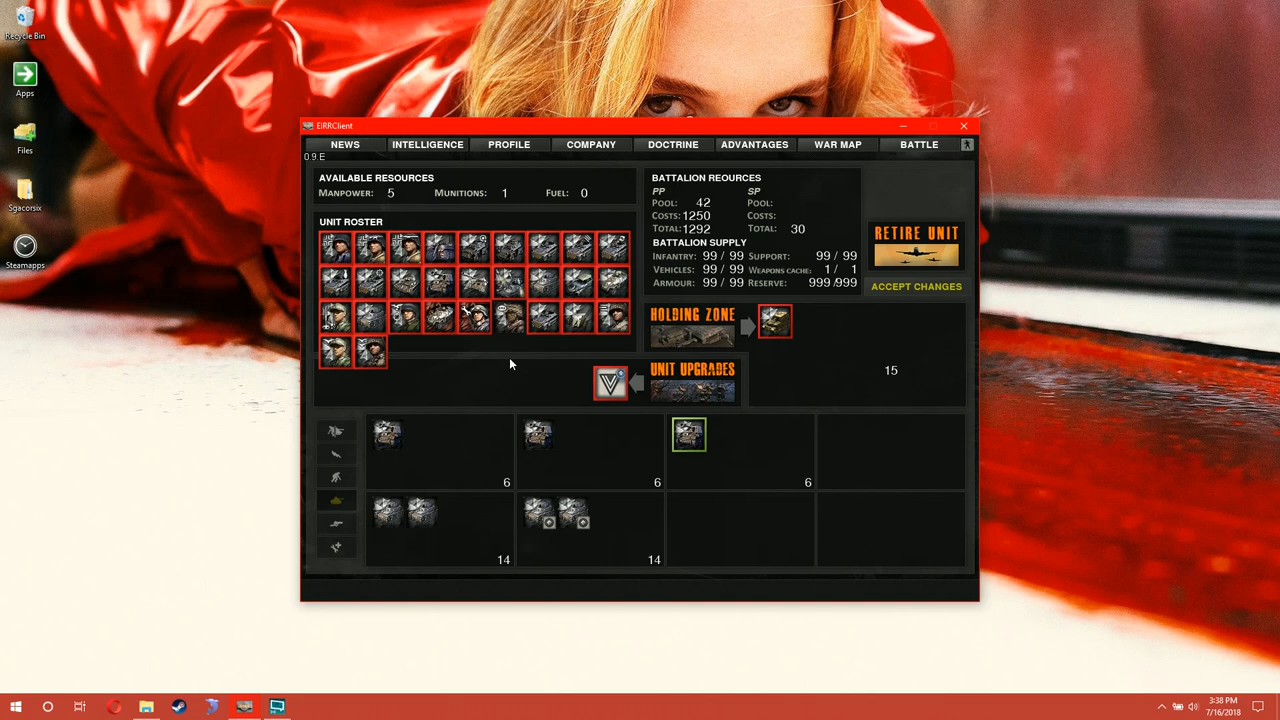 Recycle Bin
Apps
Files
Sgacorsix
Steamapps
EIRRClient
NEWS INTELLIGENCE PROFILE COMPANY DOCTRINE ADVANTAGES WAR MAP BATTLE
0.9.E
AVAILABLE RESOURCES
MANPOWER: 5 MUNITIONS: 1 FUEL: 0
UNIT ROSTER
BATTALION REOURCES
PP SP
POOL: 42 POOL:
COSTS: 1250 COSTS:
TOTAL: 1292 TOTAL: 30
BATTALION SUPPLY
INFANTRY: 99 / 99 SUPPORT: 99 / 99
VEHICLES: 99 / 99 WEAPONS CACHE: 1 / 1
ARMOUR: 99 / 99 RESERVE: 999 / 999
RETIRE UNIT
ACCEPT CHANGES
HOLDING ZONE
15
UNIT UPGRADES
6 6 6
14 14
3:38 PM
7/16/2018